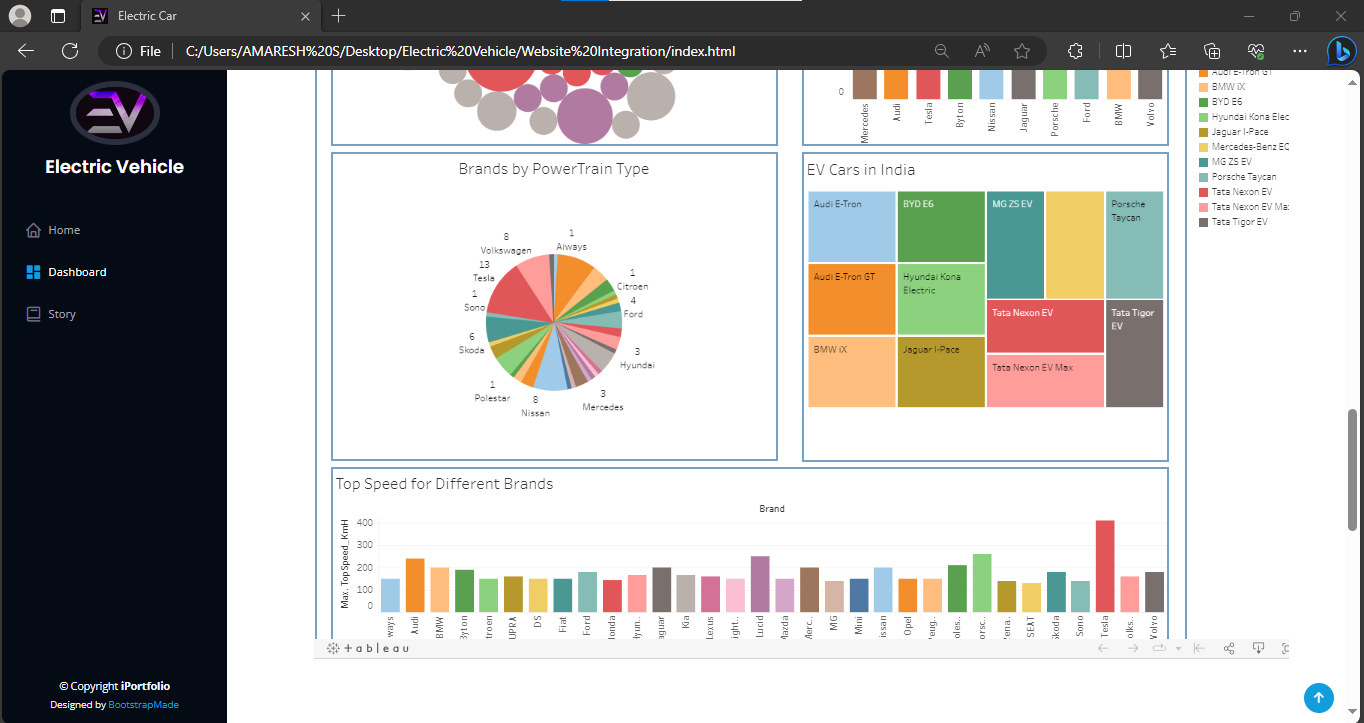 Electric Car
File
C:/Users/AMARESH%20S/Desktop/Electric%20Vehicle/Website%20Integration/index.html
EV
Electric Vehicle
Home
Dashboard
Story
© Copyright iPortfolio
Designed by BootstrapMade
0
Mercedes
Audi
Tesla
Byton
Nissan
Jaguar
Porsche
Ford
BMW
Volvo
Audi E-Tron GT
BMW iX
BYD E6
Hyundai Kona Elec
Jaguar I-Pace
Mercedes-Benz EQ
MG ZS EV
Porsche Taycan
Tata Nexon EV
Tata Nexon EV Ma
Tata Tigor EV
Brands by PowerTrain Type
1
Aiways
8
Volkswagen
13
Tesla
1
Citroen
1
Sono
4
Ford
6
Skoda
3
Hyundai
1
Polestar
8
Nissan
3
Mercedes
EV Cars in India
Audi E-Tron
BYD E6
MG ZS EV
Porsche
Taycan
Audi E-Tron GT
Hyundai Kona
Electric
Tata Nexon EV
Tata Tigor
EV
BMW iX
Jaguar I-Pace
Tata Nexon EV Max
Top Speed for Different Brands
Brand
Max. TopSpeed_KmH
400
300
200
100
0
ways
Audi
BMW
Byton
troen
UPRA
DS
Fiat
Ford
onda
yun..
aguar
Kia
Lexus
ight..
Lucid
Mazda
Merc..
MG
Mini
issan
Opel
Peug..
oles..
orsc..
ena..
SEAT
koda
Sono
Tesla
olks..
Volvo
+ableau